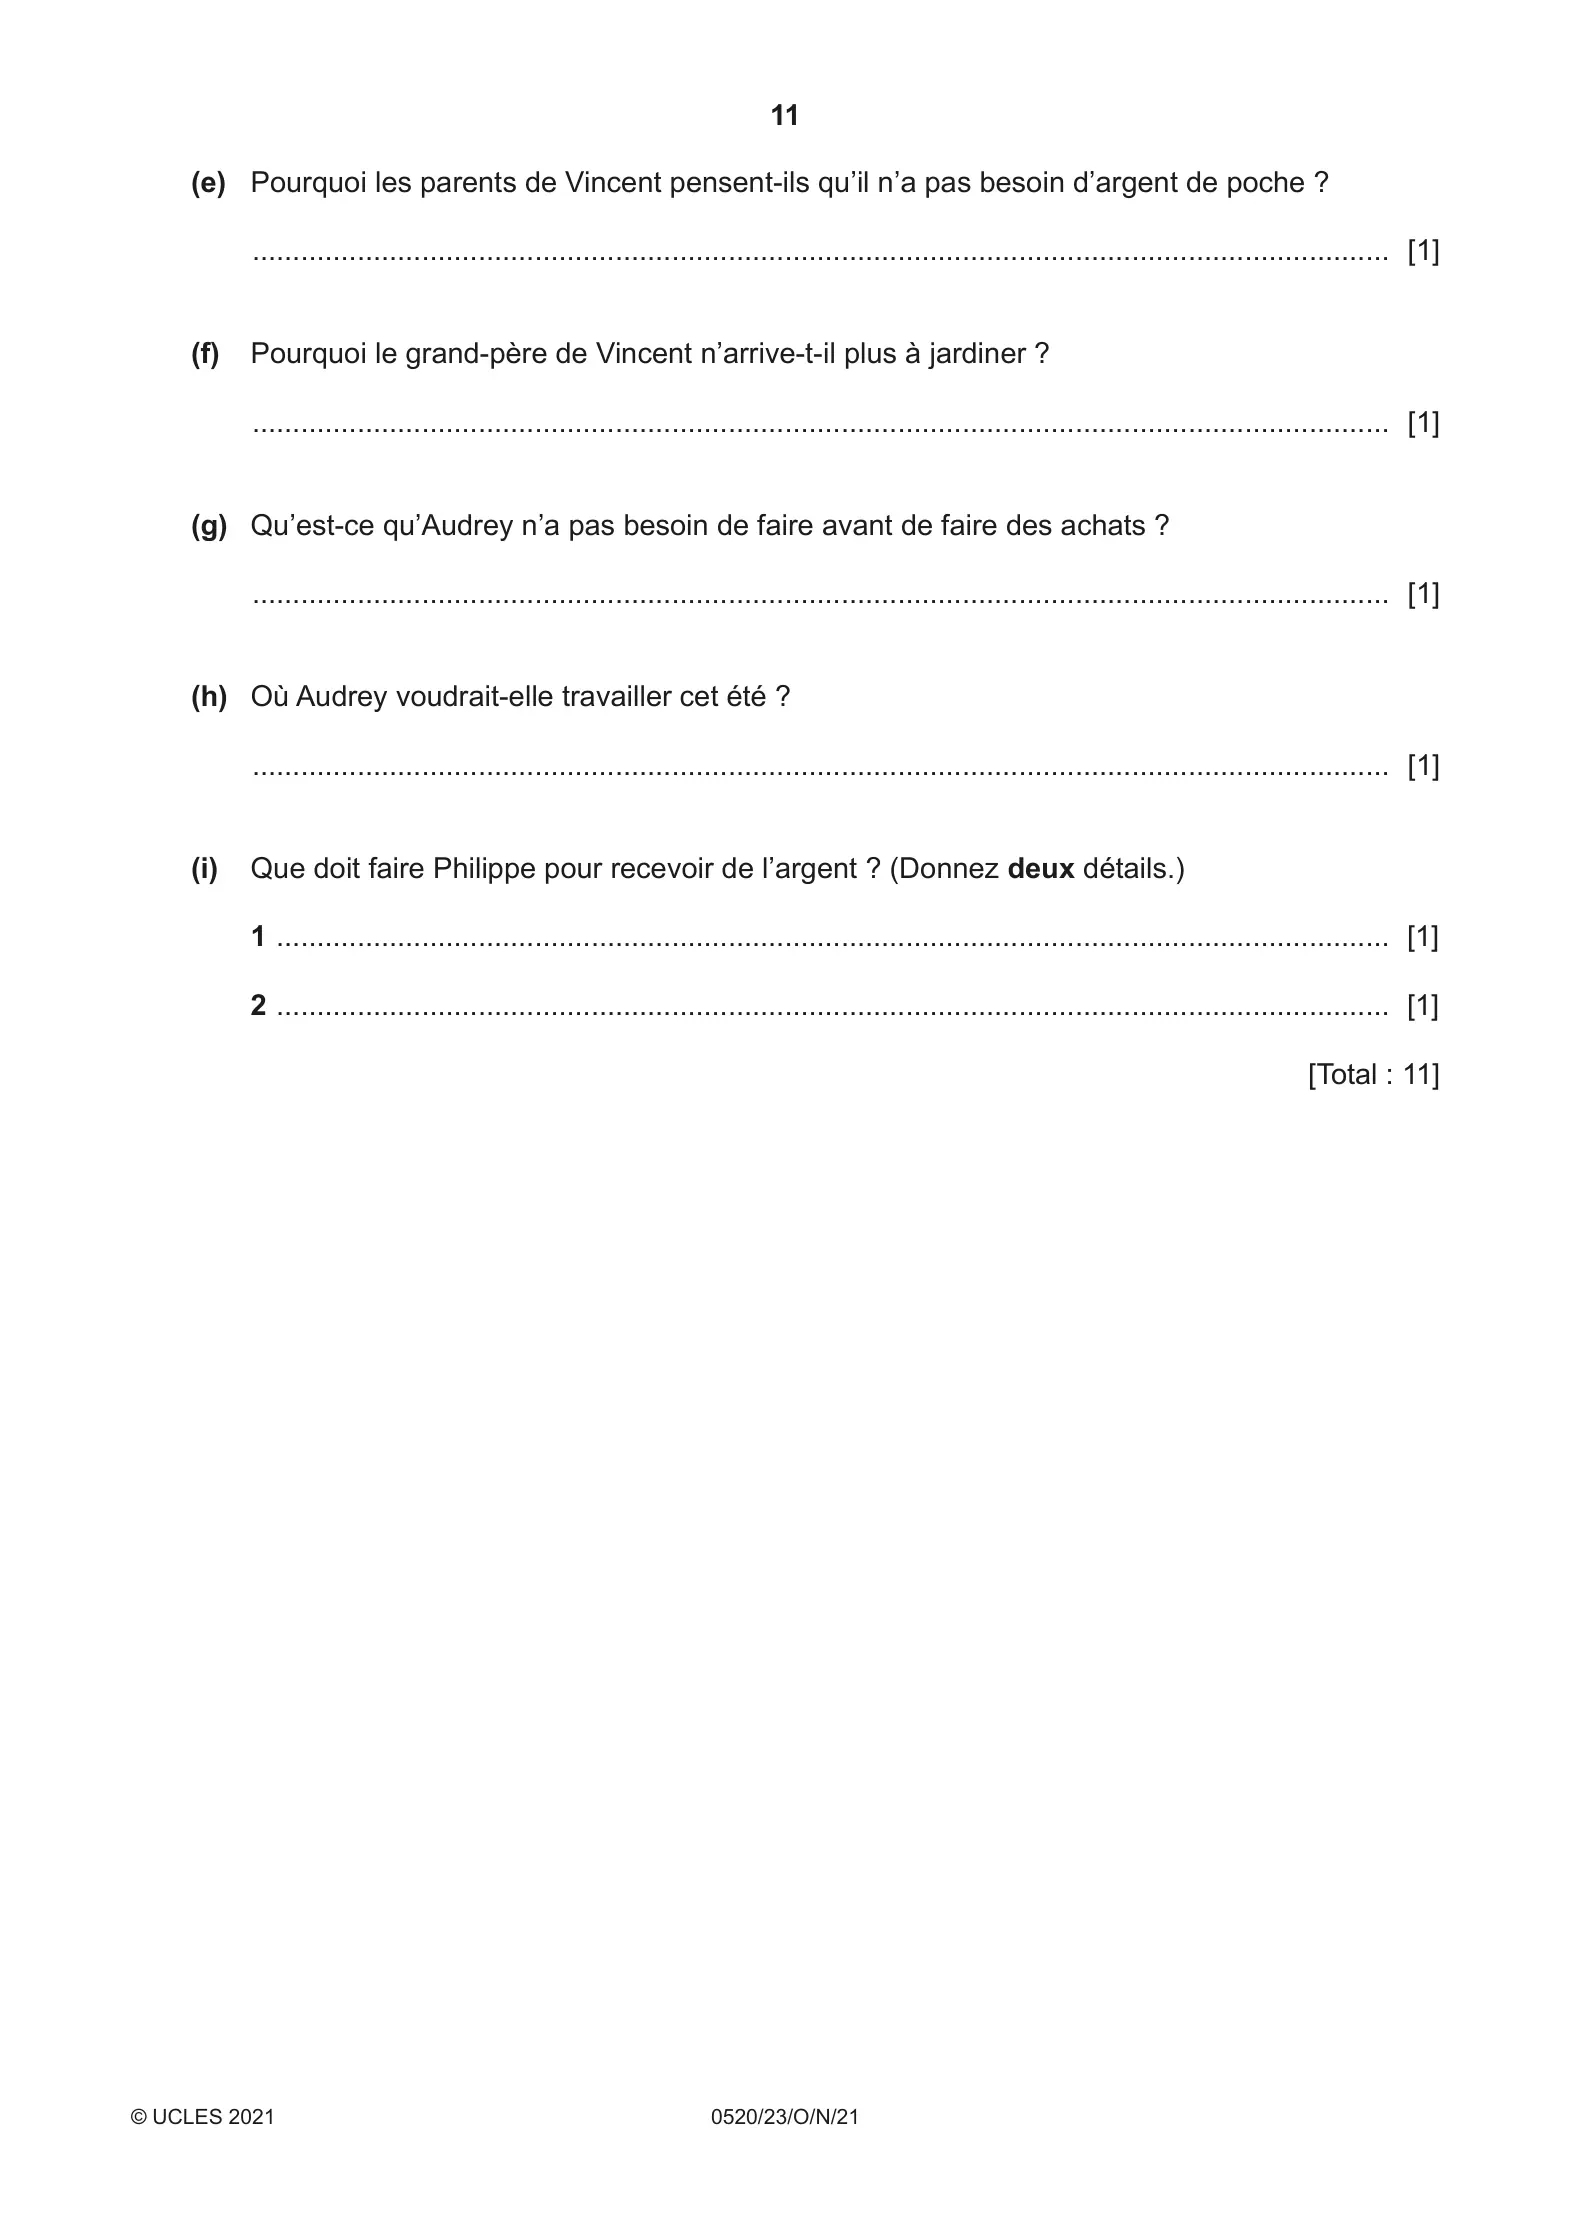 11
(e) Pourquoi les parents de Vincent pensent-ils qu’il n’a pas besoin d’argent de poche ?
.............................................................................................................................................. [1]
(f) Pourquoi le grand-père de Vincent n’arrive-t-il plus à jardiner ?
.............................................................................................................................................. [1]
(g) Qu’est-ce qu’Audrey n’a pas besoin de faire avant de faire des achats ?
.............................................................................................................................................. [1]
(h) Où Audrey voudrait-elle travailler cet été ?
.............................................................................................................................................. [1]
(i) Que doit faire Philippe pour recevoir de l’argent ? (Donnez deux détails.)
1 ........................................................................................................................................... [1]
2 ........................................................................................................................................... [1]
[Total : 11]
© UCLES 2021 0520/23/O/N/21